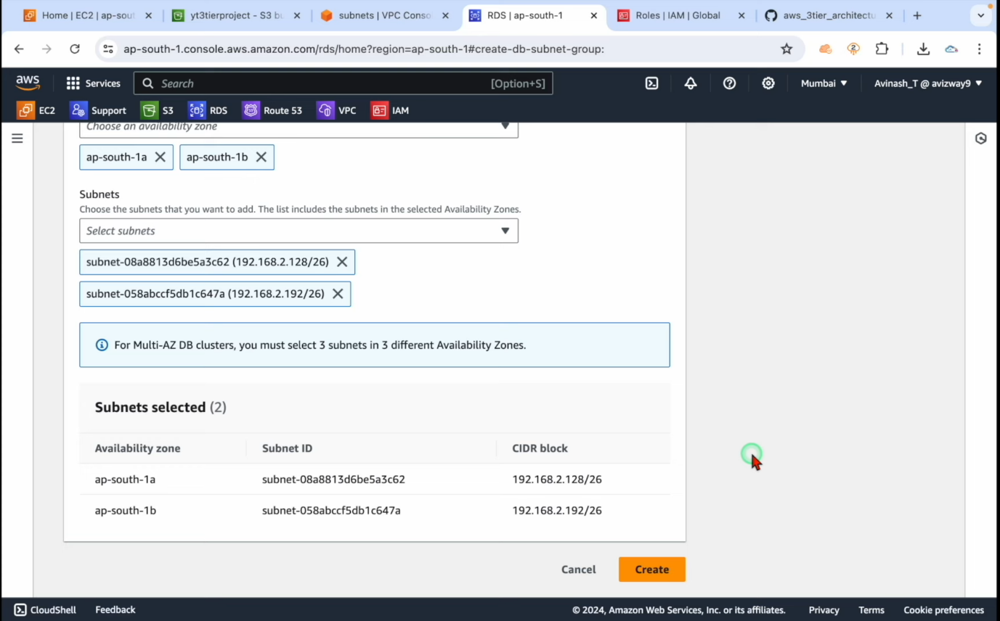 Home | EC2 | ap-sout
yt3tierproject - S3 bu
subnets | VPC Conso
RDS | ap-south-1
Roles | IAM | Global
aws_3tier_architectu
ap-south-1.console.aws.amazon.com/rds/home?region=ap-south-1#create-db-subnet-group:
2
aws
Services
Search
[Option+S]
Mumbai
Avinash_T @ avizway9
EC2
Support
S3
RDS
Route 53
VPC
IAM
Choose an availability zone
ap-south-1a
ap-south-1b
Subnets
Choose the subnets that you want to add. The list includes the subnets in the selected Availability Zones.
Select subnets
subnet-08a8813d6be5a3c62 (192.168.2.128/26)
subnet-058abccf5db1c647a (192.168.2.192/26)
For Multi-AZ DB clusters, you must select 3 subnets in 3 different Availability Zones.
Subnets selected (2)
Availability zone Subnet ID CIDR block
ap-south-1a subnet-08a8813d6be5a3c62 192.168.2.128/26
ap-south-1b subnet-058abccf5db1c647a 192.168.2.192/26
Cancel
Create
CloudShell
Feedback
© 2024, Amazon Web Services, Inc. or its affiliates.
Privacy
Terms
Cookie preferences